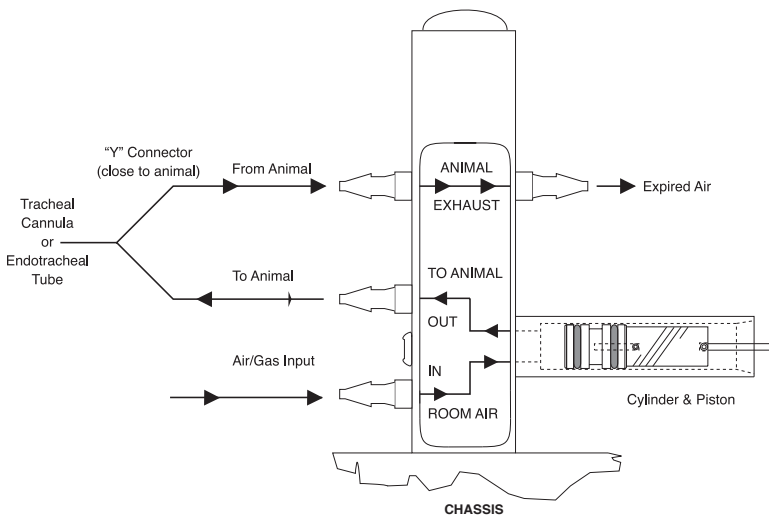 “Y” Connector
(close to animal)
From Animal
ANIMAL
EXHAUST
Expired Air
Tracheal
Cannula
or
Endotracheal
Tube
To Animal
TO ANIMAL
OUT
Air/Gas Input
IN
ROOM AIR
Cylinder & Piston
CHASSIS